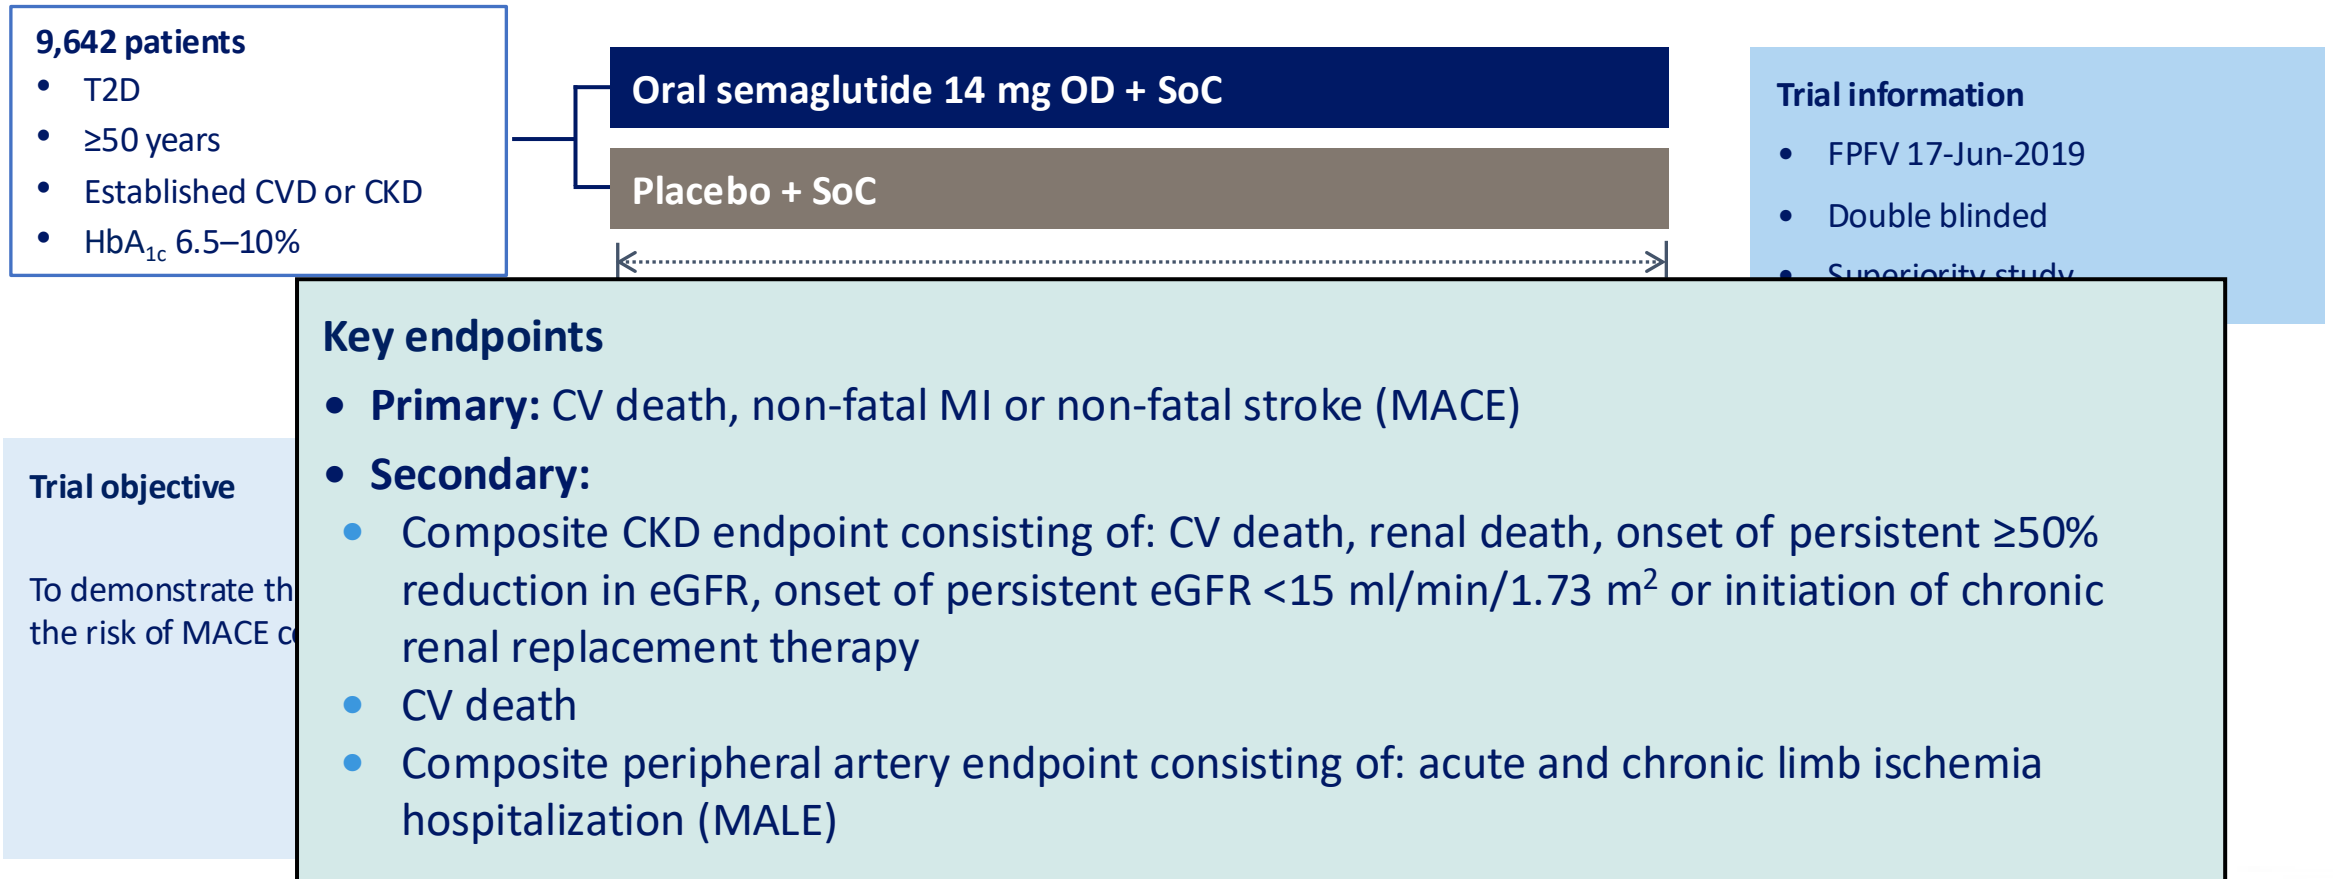 9,642 patients
• T2D
• ≥50 years
• Established CVD or CKD
• HbA1c 6.5–10%
Oral semaglutide 14 mg OD + SoC
Placebo + SoC
Trial information
• FPFV 17-Jun-2019
• Double blinded
• Superiority study
Key endpoints
• Primary: CV death, non-fatal MI or non-fatal stroke (MACE)
• Secondary:
• Composite CKD endpoint consisting of: CV death, renal death, onset of persistent ≥50%
reduction in eGFR, onset of persistent eGFR <15 ml/min/1.73 m² or initiation of chronic
renal replacement therapy
• CV death
• Composite peripheral artery endpoint consisting of: acute and chronic limb ischemia
hospitalization (MALE)
Trial objective
To demonstrate
the risk of MACE